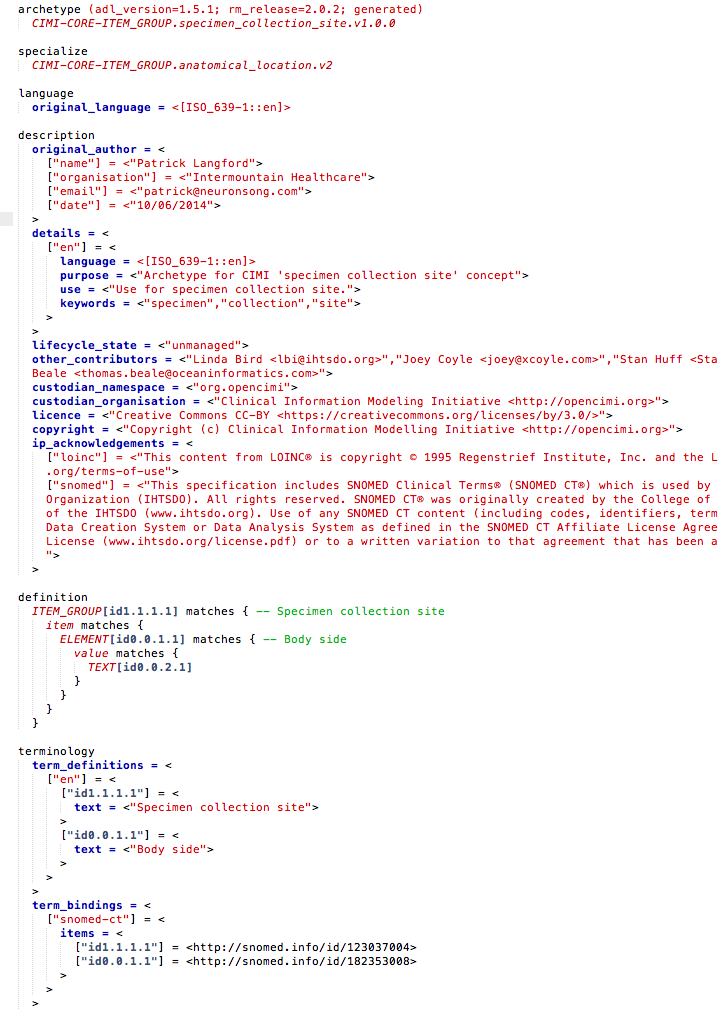 archetype (adl_version=1.5.1; rm_release=2.0.2; generated)
CIMI-CORE-ITEM_GROUP.specimen_collection_site.v1.0.0
specialize
CIMI-CORE-ITEM_GROUP.anatomical_location.v2
language
original_language = <[ISO_639-1::en]>
description
original_author = <
["name"] = <"Patrick Langford">
["organisation"] = <"Intermountain Healthcare">
["email"] = <"patrick@neuronsong.com">
["date"] = <"10/06/2014">
>
details = <
["en"] = <
language = <[ISO_639-1::en]>
purpose = <"Archetype for CIMI 'specimen collection site' concept">
use = <"Use for specimen collection site.">
keywords = <"specimen","collection","site">
>
>
lifecycle_state = <"unmanaged">
other_contributors = <"Linda Bird <lbi@ihtsdo.org>","Joey Coyle <joey@xcoyle.com>","Stan Huff <Sta
Beale <thomas.beale@oceaninformatics.com>">
custodian_namespace = <"org.opencimi">
custodian_organisation = <"Clinical Information Modeling Initiative <http://opencimi.org>">
licence = <"Creative Commons CC-BY <https://creativecommons.org/licenses/by/3.0/>">
copyright = <"Copyright (c) Clinical Information Modelling Initiative <http://opencimi.org>">
ip_acknowledgements = <
["loinc"] = <"This content from LOINC® is copyright © 1995 Regenstrief Institute, Inc. and the L
.org/terms-of-use">
["snomed"] = <"This specification includes SNOMED Clinical Terms® (SNOMED CT®) which is used by
Organization (IHTSDO). All rights reserved. SNOMED CT® was originally created by the College of
of the IHTSDO (www.ihtsdo.org). Use of any SNOMED CT content (including codes, identifiers, term
Data Creation System or Data Analysis System as defined in the SNOMED CT Affiliate License Agree
License (www.ihtsdo.org/license.pdf) or to a written variation to that agreement that has been a
">
>
definition
ITEM_GROUP[id1.1.1.1] matches { -- Specimen collection site
item matches {
ELEMENT[id0.0.1.1] matches { -- Body side
value matches {
TEXT[id0.0.2.1]
}
}
}
}
terminology
term_definitions = <
["en"] = <
["id1.1.1.1"] = <
text = <"Specimen collection site">
>
["id0.0.1.1"] = <
text = <"Body side">
>
>
>
term_bindings = <
["snomed-ct"] = <
items = <
["id1.1.1.1"] = <http://snomed.info/id/123037004>
["id0.0.1.1"] = <http://snomed.info/id/182353008>
>
>
>